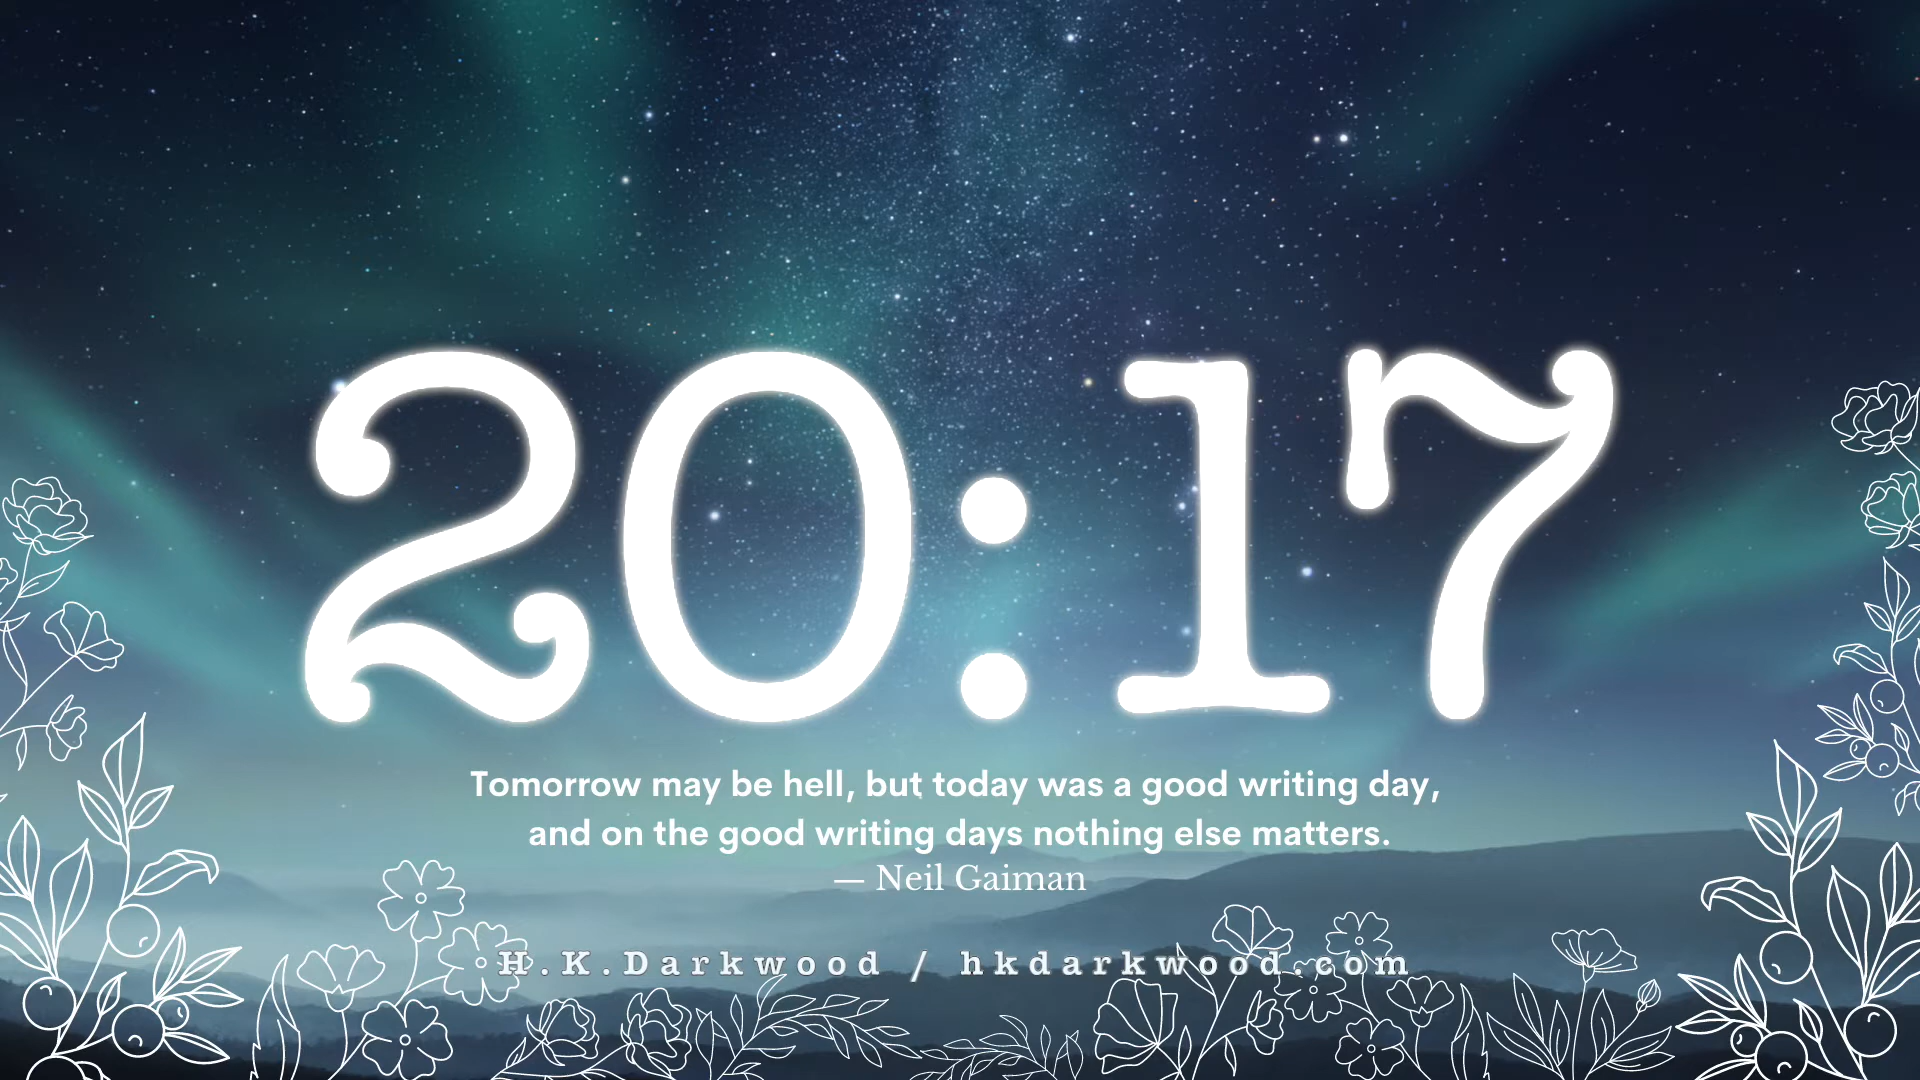 20:17
Tomorrow may be hell, but today was a good writing day,
and on the good writing days nothing else matters.
— Neil Gaiman
H.K.Darkwood / hkdarkwood.com